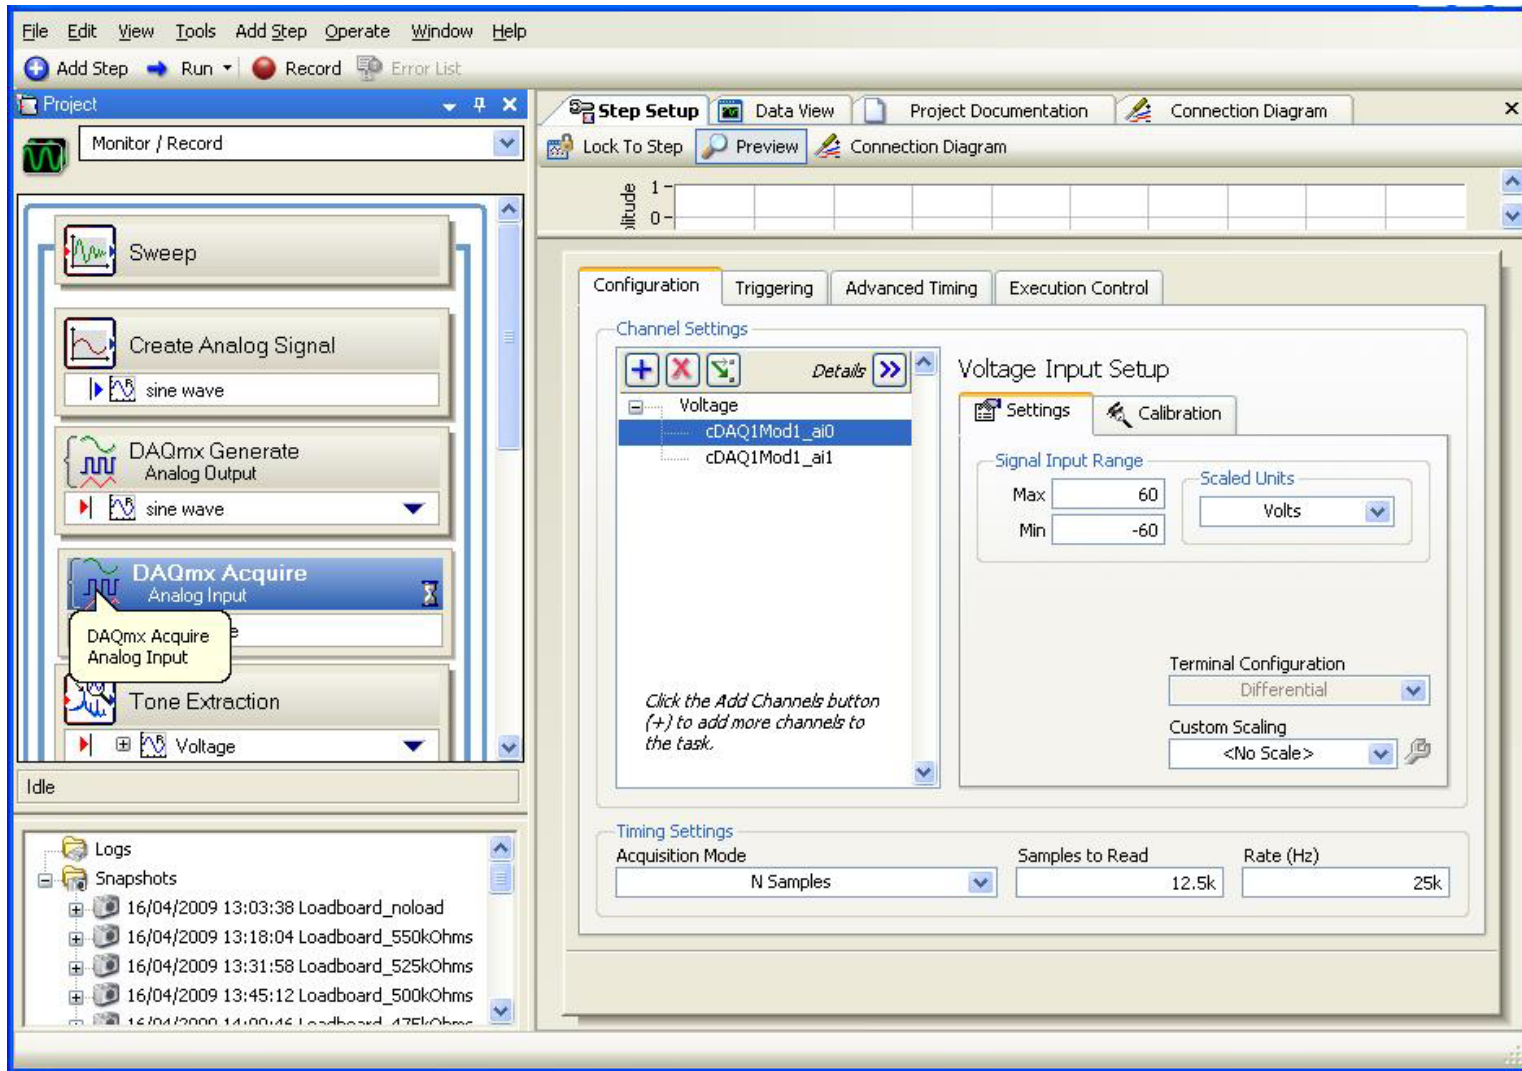 File Edit View Tools Add Step Operate Window Help
Add Step Run Record Error List
Project
Monitor / Record
Sweep
Create Analog Signal
sine wave
DAQmx Generate
Analog Output
sine wave
DAQmx Acquire
Analog Input
DAQmx Acquire
Analog Input
Tone Extraction
Voltage
Idle
Logs
Snapshots
16/04/2009 13:03:38 Loadboard_noload
16/04/2009 13:18:04 Loadboard_550kOhms
16/04/2009 13:31:58 Loadboard_525kOhms
16/04/2009 13:45:12 Loadboard_500kOhms
16/04/2009 14:00:46 Loadboard_475kOhms
Step Setup Data View Project Documentation Connection Diagram
Lock To Step Preview Connection Diagram
1
0
Configuration Triggering Advanced Timing Execution Control
Channel Settings
Details
Voltage
cDAQ1Mod1_ai0
cDAQ1Mod1_ai1
Click the Add Channels button
(+) to add more channels to
the task.
Voltage Input Setup
Settings Calibration
Signal Input Range
Max 60
Min -60
Scaled Units
Volts
Terminal Configuration
Differential
Custom Scaling
<No Scale>
Timing Settings
Acquisition Mode Samples to Read Rate (Hz)
N Samples 12.5k 25k